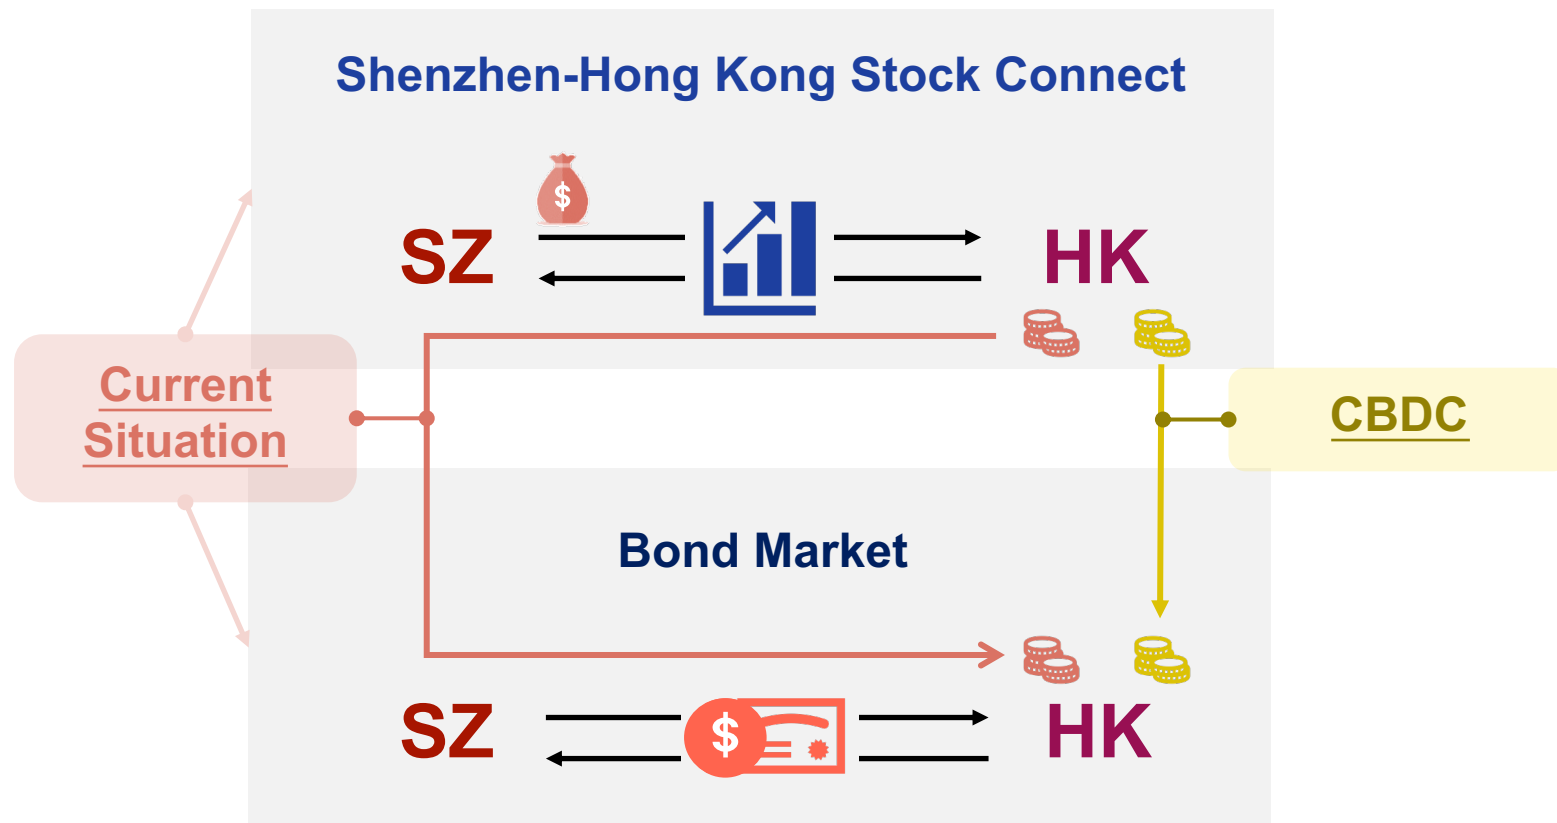 Shenzhen-Hong Kong Stock Connect
$
SZ
HK
Current
Situation
CBDC
Bond Market
SZ
$
HK